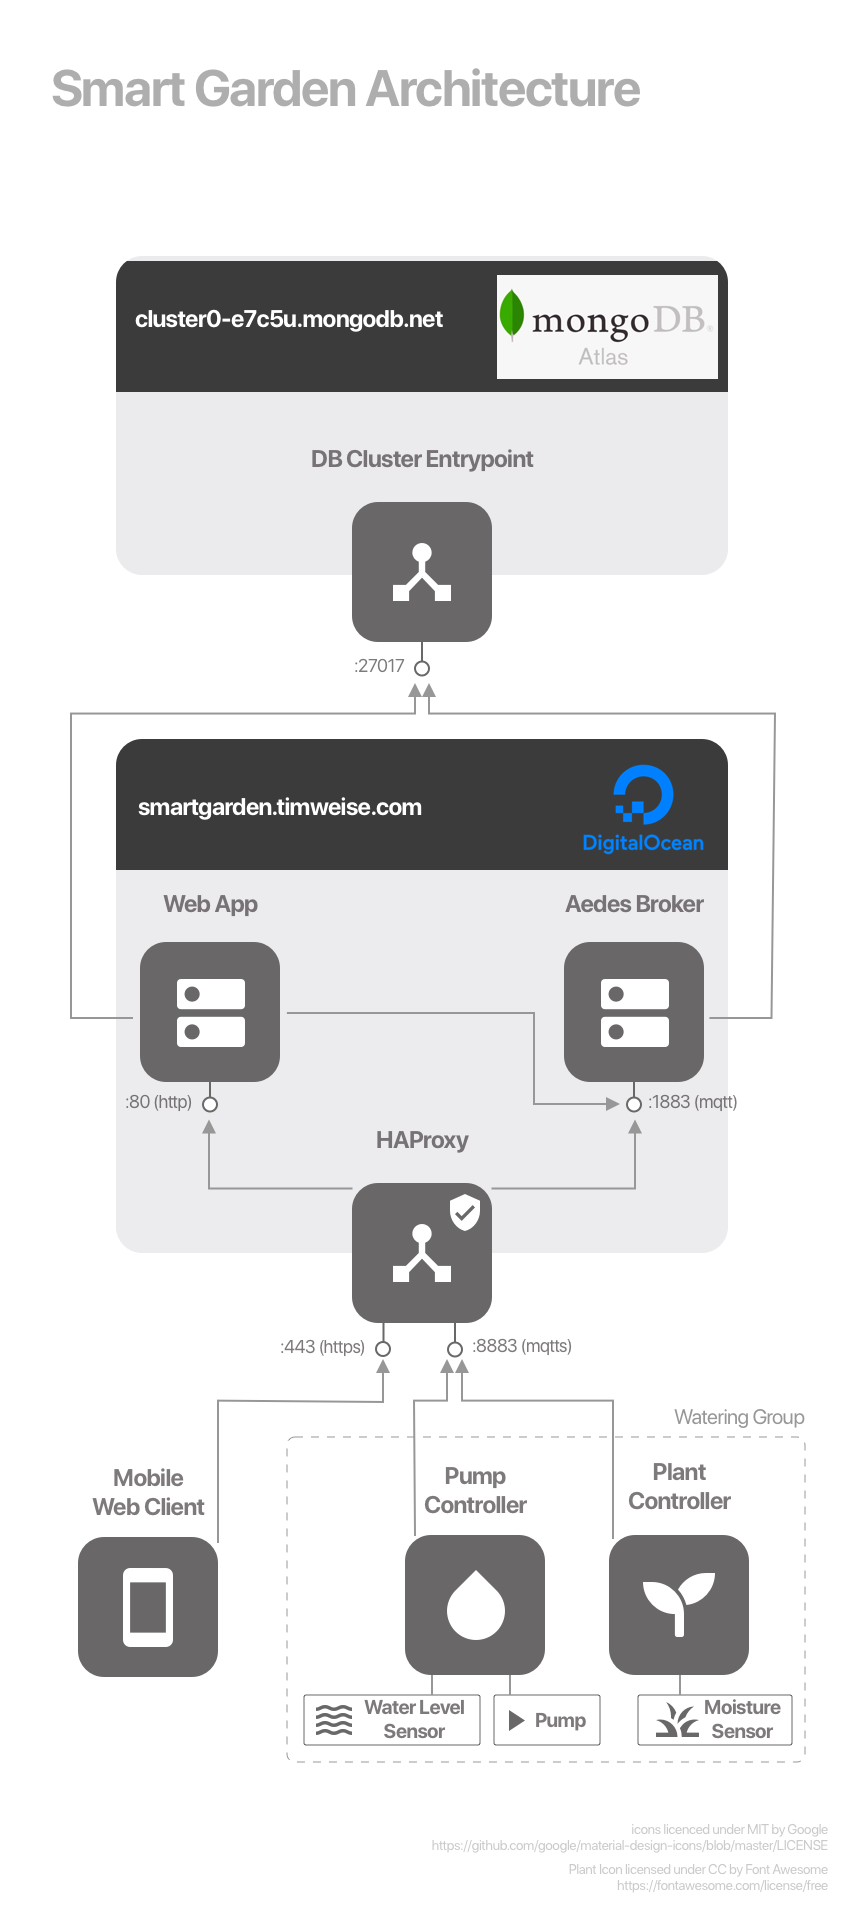 Smart Garden Architecture
cluster0-e7c5u.mongodb.net
mongoDB®
Atlas
DB Cluster Entrypoint
:27017
smartgarden.timweise.com
DigitalOcean
Web App
Aedes Broker
:80 (http)
:1883 (mqtt)
HAProxy
:443 (https)
:8883 (mqtts)
Watering Group
Mobile
Web Client
Pump
Controller
Plant
Controller
Water Level
Sensor
Pump
Moisture
Sensor
icons licenced under MIT by Google
https://github.com/google/material-design-icons/blob/master/LICENSE
Plant Icon licensed under CC by Font Awesome
https://fontawesome.com/license/free